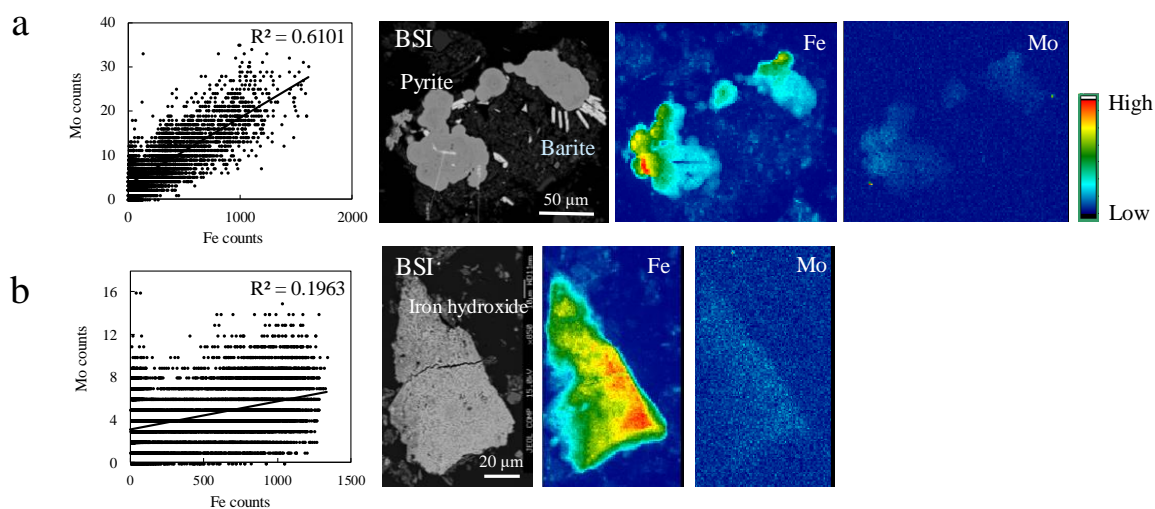 a
R² = 0.6101
40
30
20
10
0
0
1000
2000
Mo counts
Fe counts
BSI
Pyrite
Barite
50 µm
Fe
Mo
High
Low
b
R² = 0.1963
16
12
8
4
0
0
500
1000
1500
Mo counts
Fe counts
BSI
Iron hydroxide
20 µm
Fe
Mo